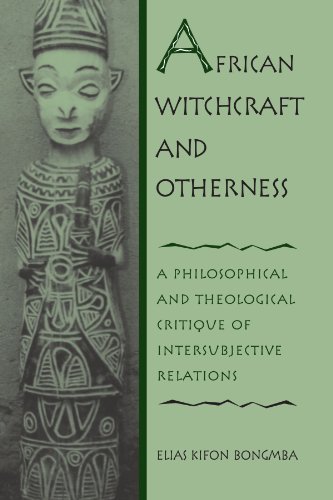 AFRICAN
WITCHCRAFT
AND
OTHERNESS
A PHILOSOPHICAL
AND THEOLOGICAL
CRITIQUE OF
INTERSUBJECTIVE
RELATIONS
ELIAS KIFON BONGMBA